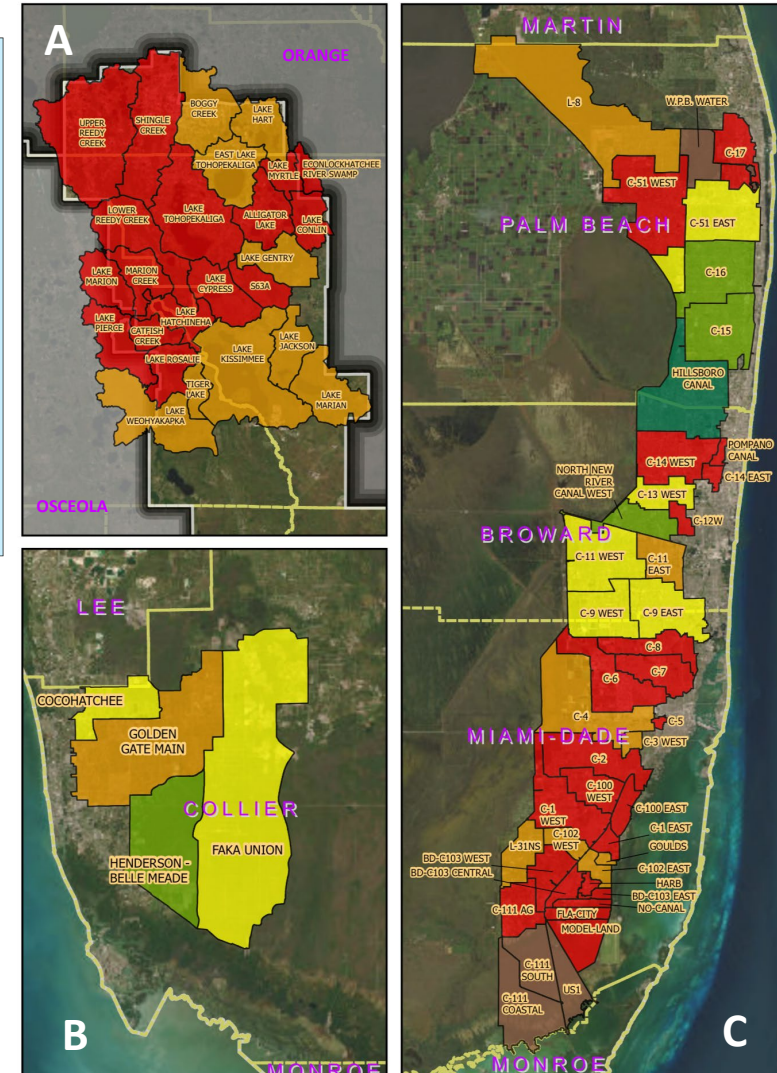 A
ORANGE
UPPER
REEDY
CREEK
SHINGLE
CREEK
BOGGY
CREEK
LAKE
HART
EAST LAKE
TOHOPEKALIGA
LAKE
MYRTLE
ECONLOCKHATCHEE
RIVER SWAMP
LOWER
REEDY CREEK
LAKE
TOHOPEKALIGA
ALLIGATOR
LAKE
LAKE
CONLIN
LAKE GENTRY
LAKE
MARION
MARION
CREEK
LAKE
CYPRESS
S63A
LAKE
PIERCE
CATFISH
CREEK
LAKE
HATCHINEHA
LAKE ROSALIE
LAKE
KISSIMMEE
LAKE
JACKSON
TIGER
LAKE
LAKE
MARIAN
LAKE
WEOHYAKAPKA
OSCEOLA
LEE
COCOHATCHEE
GOLDEN
GATE MAIN
COLLIER
HENDERSON -
BELLE MEADE
FAKA UNION
B
MONROE
MARTIN
L-8
W.P.B. WATER
C-17
C-51 WEST
PALM BEACH
C-51 EAST
C-16
C-15
HILLSBORO
CANAL
C-14 WEST
POMPANO
CANAL
C-14 EAST
NORTH NEW
RIVER
CANAL WEST
C-13 WEST
C-12W
BROWARD
C-11 WEST
C-11
EAST
C-9 WEST
C-9 EAST
C-8
C-7
C-6
C-4
C-5
MIAMI-DADE
C-3 WEST
C-2
C-100
WEST
C-100 EAST
C-1
WEST
C-1 EAST
C-102
WEST
L-31NS
GOULDS
BD-C103 WEST
BD-C103 CENTRAL
C-102 EAST
HARB
BD-C103 EAST
NO-CANAL
C-111 AG
FLA-CITY
MODEL-LAND
C-111
SOUTH
US1
C-111
COASTAL
C
MONROE